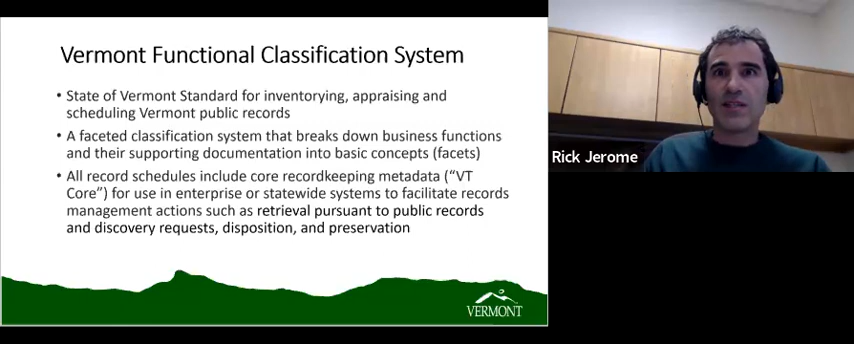 Vermont Functional Classification System
• State of Vermont Standard for inventorying, appraising and
scheduling Vermont public records
• A faceted classification system that breaks down business functions
and their supporting documentation into basic concepts (facets)
• All record schedules include core recordkeeping metadata (“VT
Core”) for use in enterprise or statewide systems to facilitate records
management actions such as retrieval pursuant to public records
and discovery requests, disposition, and preservation
VERMONT
Rick Jerome